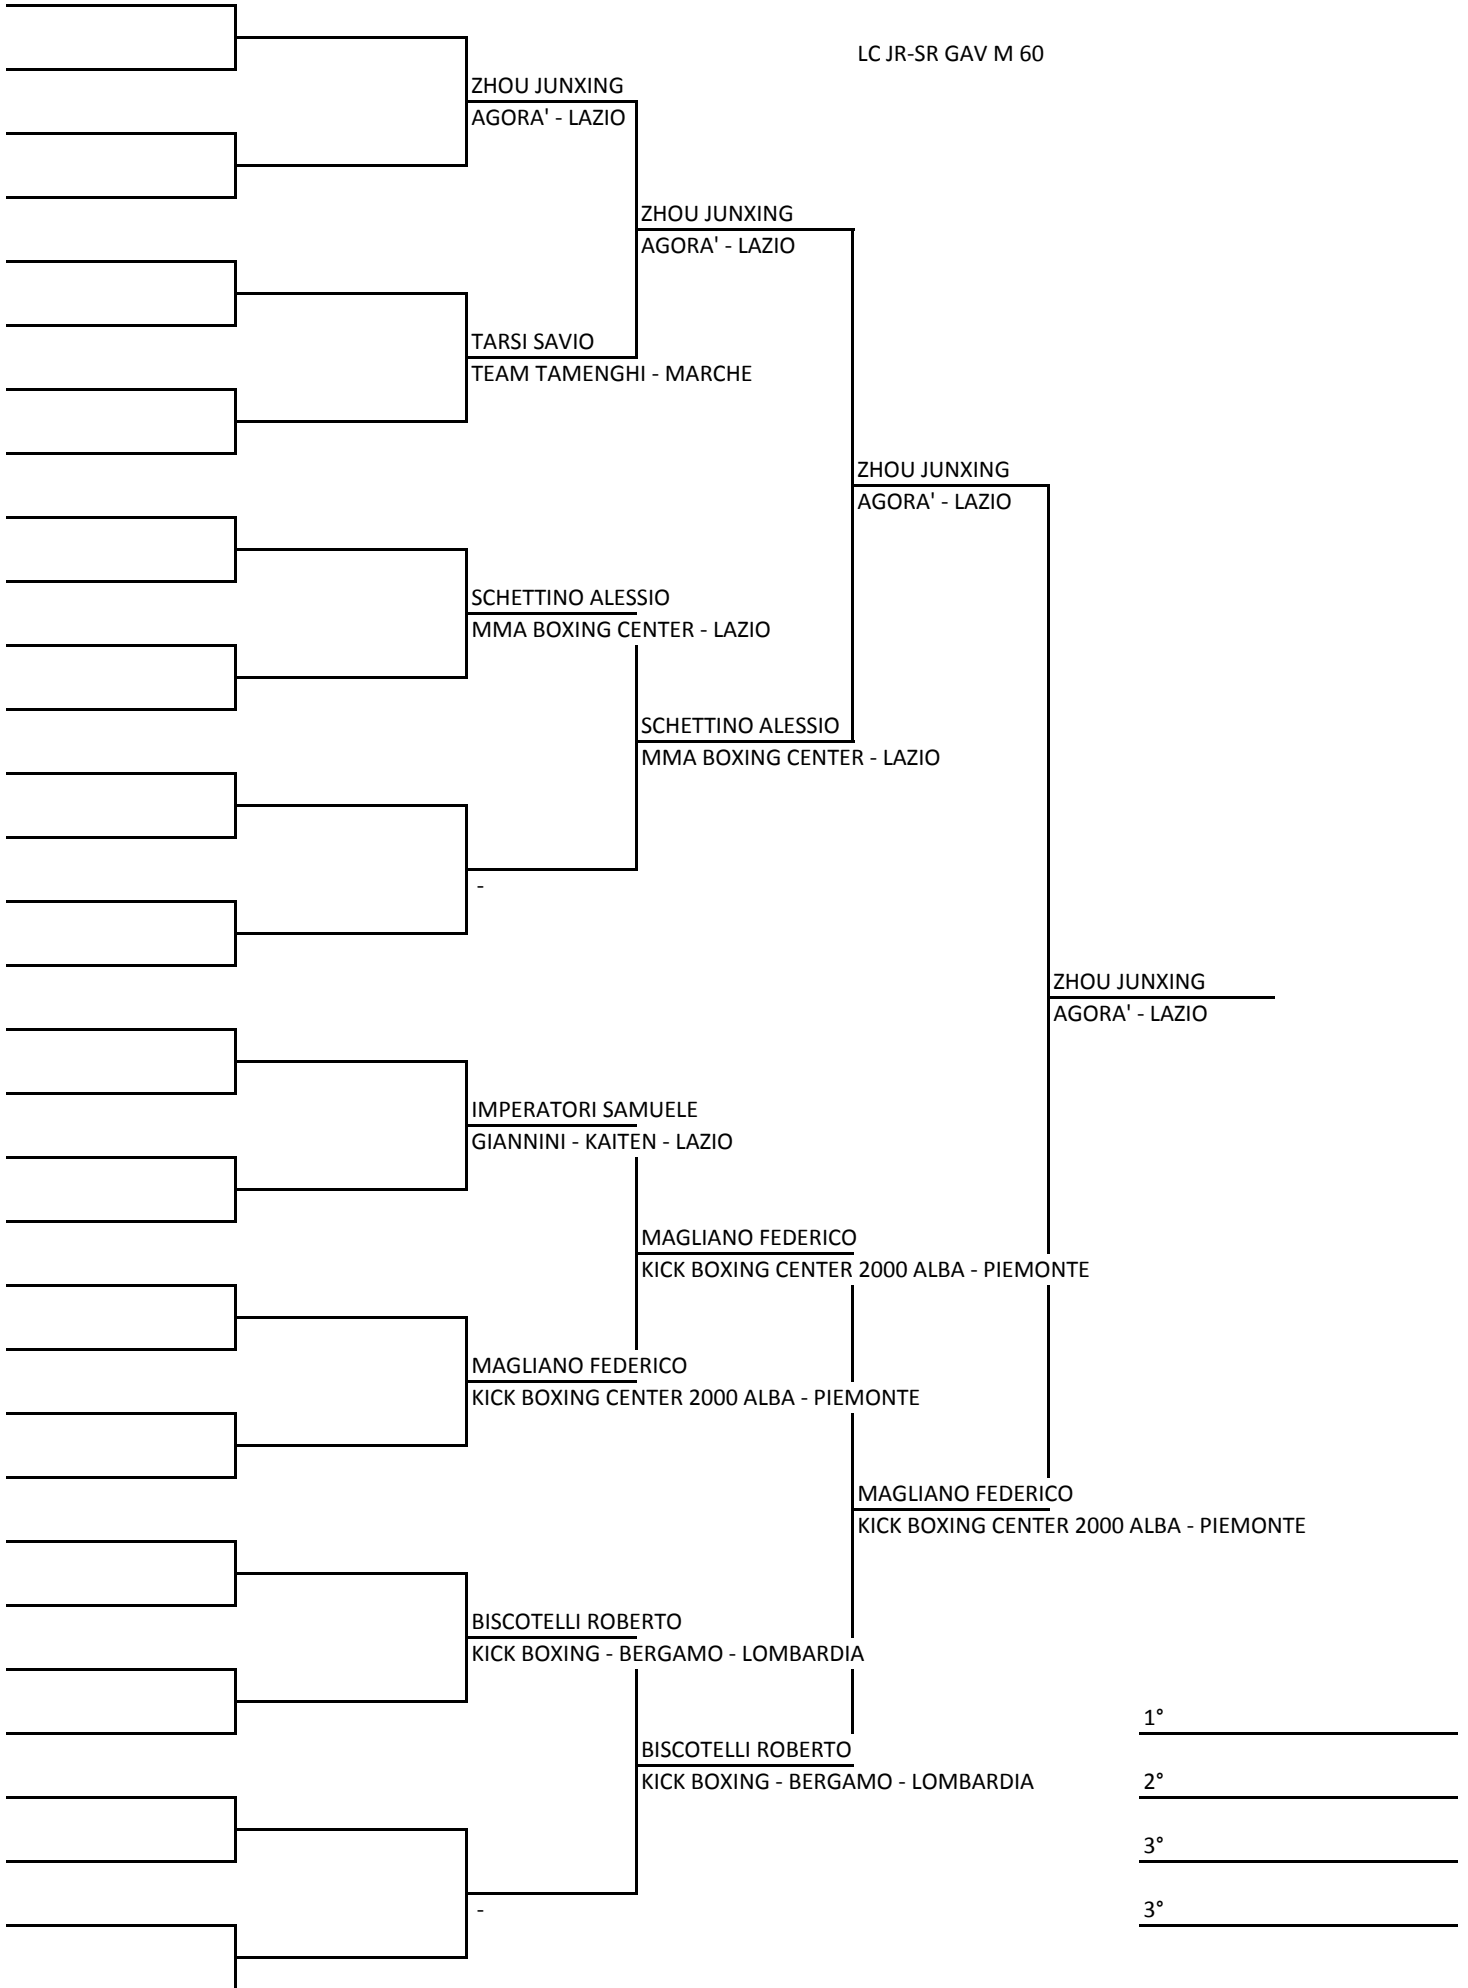 LC JR-SR GAV M 60
ZHOU JUNXING
AGORA' - LAZIO
ZHOU JUNXING
AGORA' - LAZIO
TARSI SAVIO
TEAM TAMENGHI - MARCHE
ZHOU JUNXING
AGORA' - LAZIO
SCHETTINO ALESSIO
MMA BOXING CENTER - LAZIO
SCHETTINO ALESSIO
MMA BOXING CENTER - LAZIO
-
ZHOU JUNXING
AGORA' - LAZIO
IMPERATORI SAMUELE
GIANNINI - KAITEN - LAZIO
MAGLIANO FEDERICO
KICK BOXING CENTER 2000 ALBA - PIEMONTE
MAGLIANO FEDERICO
KICK BOXING CENTER 2000 ALBA - PIEMONTE
MAGLIANO FEDERICO
KICK BOXING CENTER 2000 ALBA - PIEMONTE
BISCOTELLI ROBERTO
KICK BOXING - BERGAMO - LOMBARDIA
1°
BISCOTELLI ROBERTO
KICK BOXING - BERGAMO - LOMBARDIA
2°
3°
-
3°